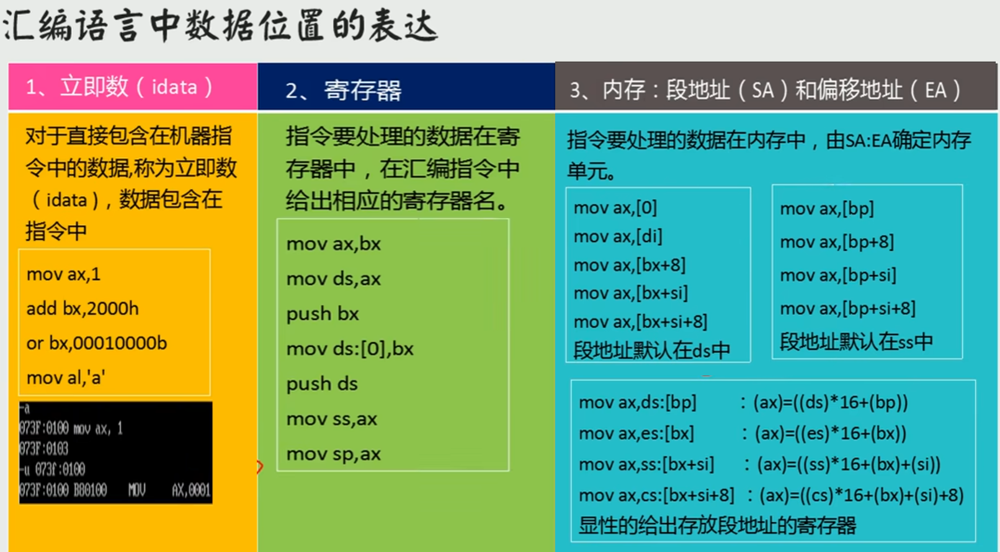 汇编语言中数据位置的表达
1、立即数（idata）
对于直接包含在机器指
令中的数据,称为立即数
（idata），数据包含在
指令中
mov ax,1
add bx,2000h
or bx,00010000b
mov al,'a'
-a
073F:0100 mov ax, 1
073F:0103
-u 073f:0100
073F:0100 B80100 MOV AX,0001
2、寄存器
指令要处理的数据在寄
存器中，在汇编指令中
给出相应的寄存器名。
mov ax,bx
mov ds,ax
push bx
mov ds:[0],bx
push ds
mov ss,ax
mov sp,ax
3、内存：段地址（SA）和偏移地址（EA）
指令要处理的数据在内存中，由SA:EA确定内存
单元。
mov ax,[0]
mov ax,[di]
mov ax,[bx+8]
mov ax,[bx+si]
mov ax,[bx+si+8]
段地址默认在ds中
mov ax,[bp]
mov ax,[bp+8]
mov ax,[bp+si]
mov ax,[bp+si+8]
段地址默认在ss中
mov ax,ds:[bp] ：(ax)=((ds)*16+(bp))
mov ax,es:[bx] ：(ax)=((es)*16+(bx))
mov ax,ss:[bx+si] ：(ax)=((ss)*16+(bx)+(si))
mov ax,cs:[bx+si+8] ：(ax)=((cs)*16+(bx)+(si)+8)
显性的给出存放段地址的寄存器